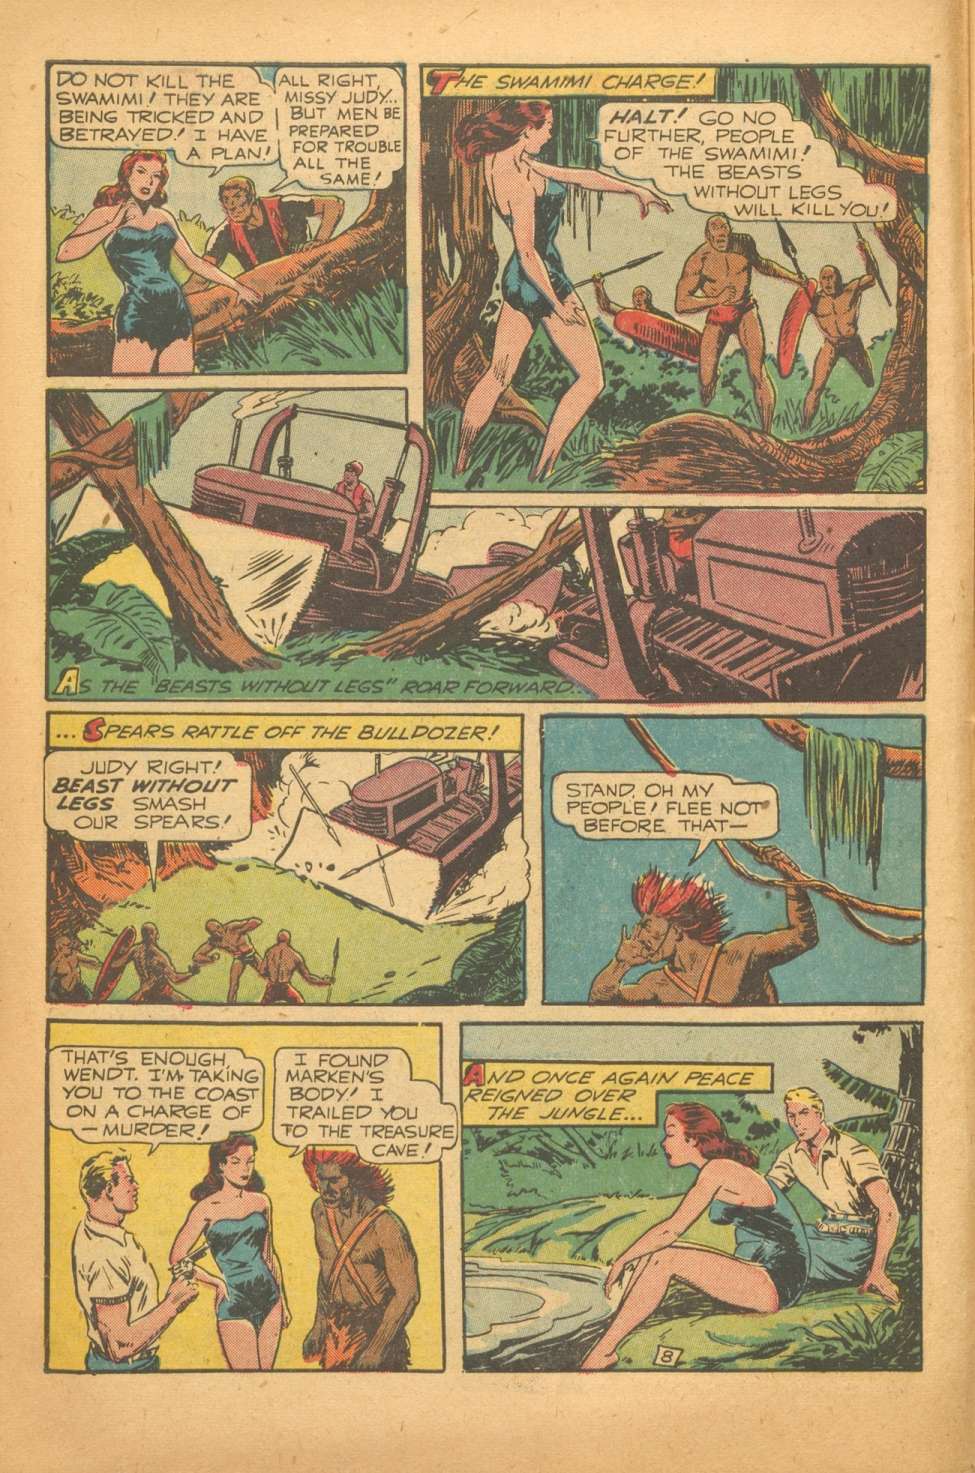 DO NOT KILL THE
SWAMIMI! THEY ARE
BEING TRICKED AND
BETRAYED! I HAVE
A PLAN!
ALL RIGHT,
MISSY JUDY...
BUT MEN BE
PREPARED
FOR TROUBLE
ALL THE
SAME!
THE SWAMIMI CHARGE!
HALT! GO NO
FURTHER, PEOPLE
OF THE SWAMIMI!
THE BEASTS
WITHOUT LEGS
WILL KILL YOU!
AS THE "BEASTS WITHOUT LEGS" ROAR FORWARD...
... SPEARS RATTLE OFF THE BULLDOZER!
JUDY RIGHT!
BEAST WITHOUT
LEGS SMASH
OUR SPEARS!
STAND, OH MY
PEOPLE! FLEE NOT
BEFORE THAT—
THAT'S ENOUGH,
WENDT. I'M TAKING
YOU TO THE COAST
ON A CHARGE OF
—MURDER!
I FOUND
MARKEN'S
BODY! I
TRAILED YOU
TO THE TREASURE
CAVE!
AND ONCE AGAIN PEACE
REIGNED OVER
THE JUNGLE...
8